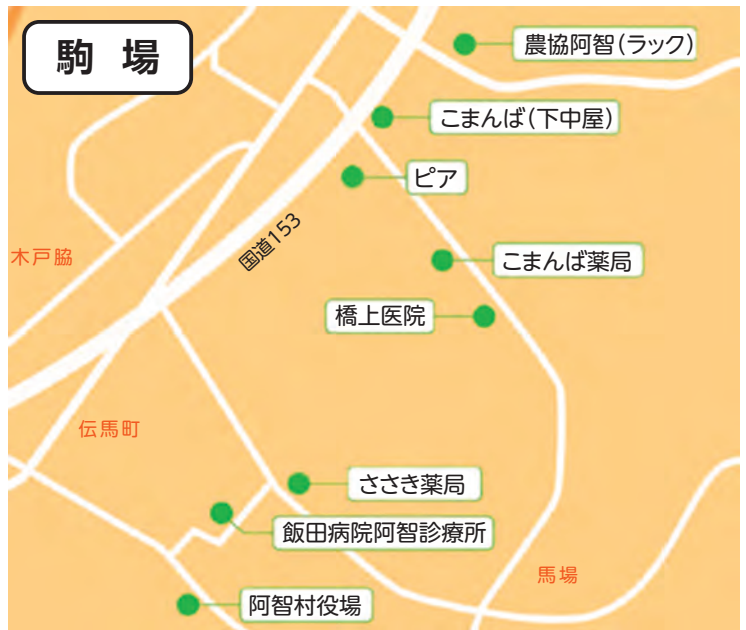 駒場
農協阿智(ラック)
こまんば(下中屋)
ピア
国道153
木戸脇
こまんば薬局
橋上医院
伝馬町
ささき薬局
飯田病院阿智診療所
馬場
阿智村役場